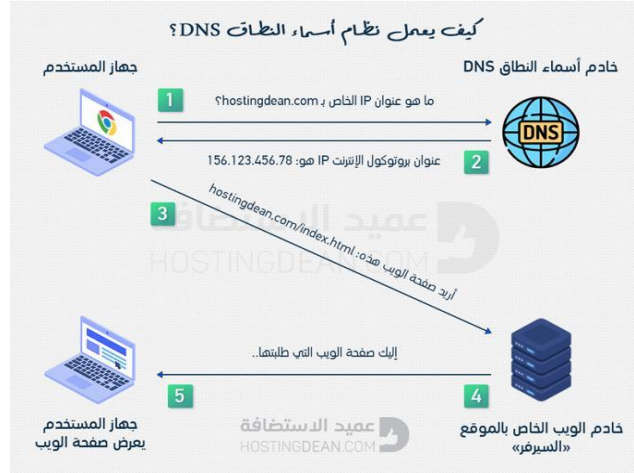 كيف يعمل نظام أسماء النطاق DNS؟
خادم أسماء النطاق DNS
جهاز المستخدم
1
ما هو عنوان IP الخاص بـ hostingdean.com؟
DNS
2
عنوان بروتوكول الإنترنت IP هو: 156.123.456.78
3
أريد صفحة الويب هذه: hostingdean.com/index.html
عميد الاستضافة
HOSTINGDEAN.COM
إليك صفحة الويب التي طلبتها..
4
5
خادم الويب الخاص بالموقع
«السيرفر»
جهاز المستخدم
يعرض صفحة الويب
عميد الاستضافة
HOSTINGDEAN.COM